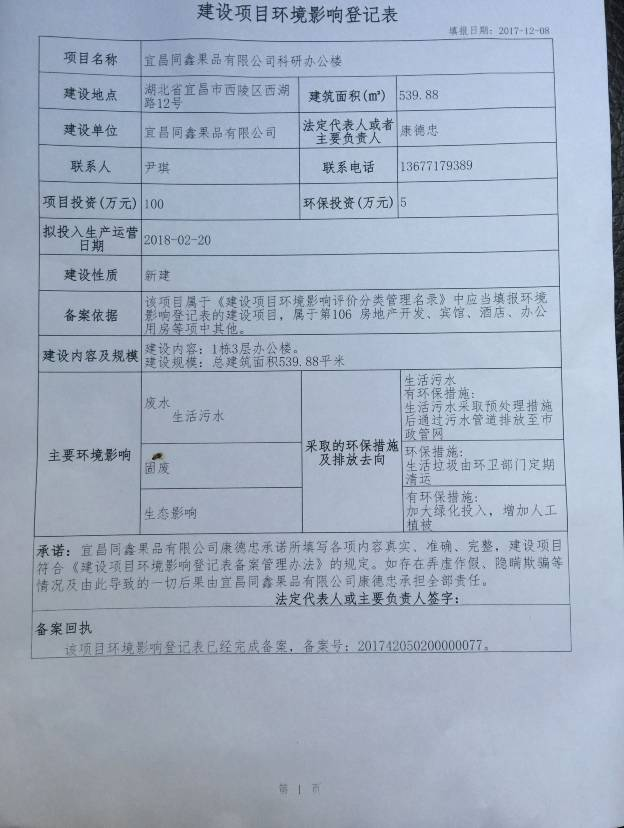 建设项目环境影响登记表
填报日期：2017-12-08
项目名称 宜昌同鑫果品有限公司科研办公楼
建设地点 湖北省宜昌市西陵区西湖
路12号
建筑面积(m²) 539.88
建设单位 宜昌同鑫果品有限公司
法定代表人或者
主要负责人
康德忠
联系人 尹琪 联系电话 13677179389
项目投资(万元) 100 环保投资(万元) 5
拟投入生产运营
日期
2018-02-20
建设性质 新建
备案依据
该项目属于《建设项目环境影响评价分类管理名录》中应当填报环境
影响登记表的建设项目，属于第106 房地产开发、宾馆、酒店、办公
用房等项中其他。
建设内容及规模
建设内容：1栋3层办公楼。
建设规模：总建筑面积539.88平米
主要环境影响
废水
生活污水
固废
生态影响
采取的环保措施
及排放去向
生活污水
有环保措施:
生活污水采取预处理措施
后通过污水管道排放至市
政管网
环保措施:
生活垃圾由环卫部门定期
清运
有环保措施:
加大绿化投入，增加人工
植被
承诺：宜昌同鑫果品有限公司康德忠承诺所填写各项内容真实、准确、完整，建设项目
符合《建设项目环境影响登记表备案管理办法》的规定。如存在弄虚作假、隐瞒欺骗等
情况及由此导致的一切后果由宜昌同鑫果品有限公司康德忠承担全部责任。
法定代表人或主要负责人签字：
备案回执
该项目环境影响登记表已经完成备案，备案号：201742050200000077。
第 1 页